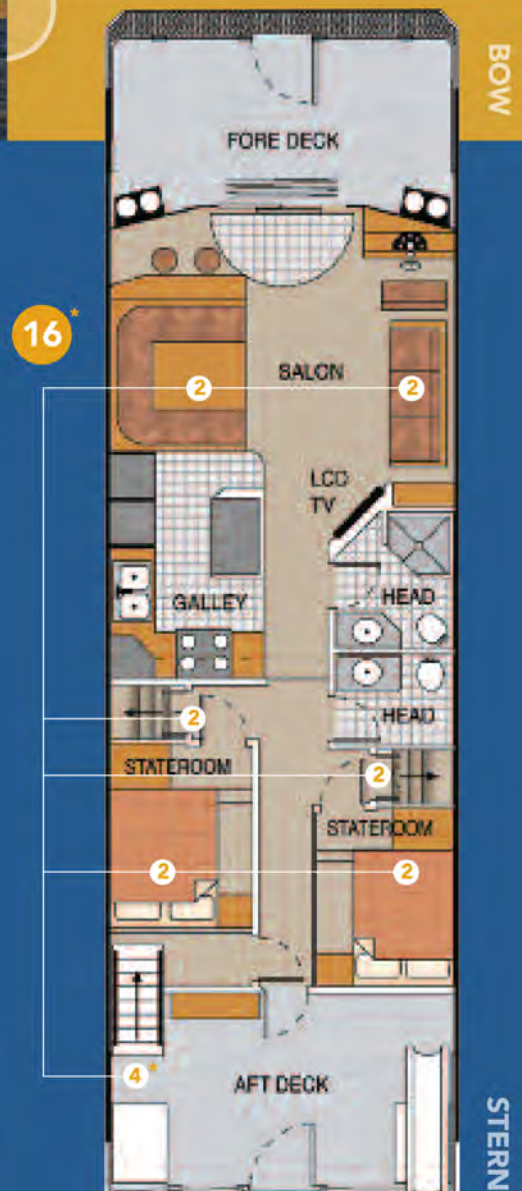 BOW
FORE DECK
16*
SALON
2
2
LCD
TV
HEAD
GALLEY
HEAD
2
STATEROOM
2
STATEROOM
2
2
4*
AFT DECK
STERN